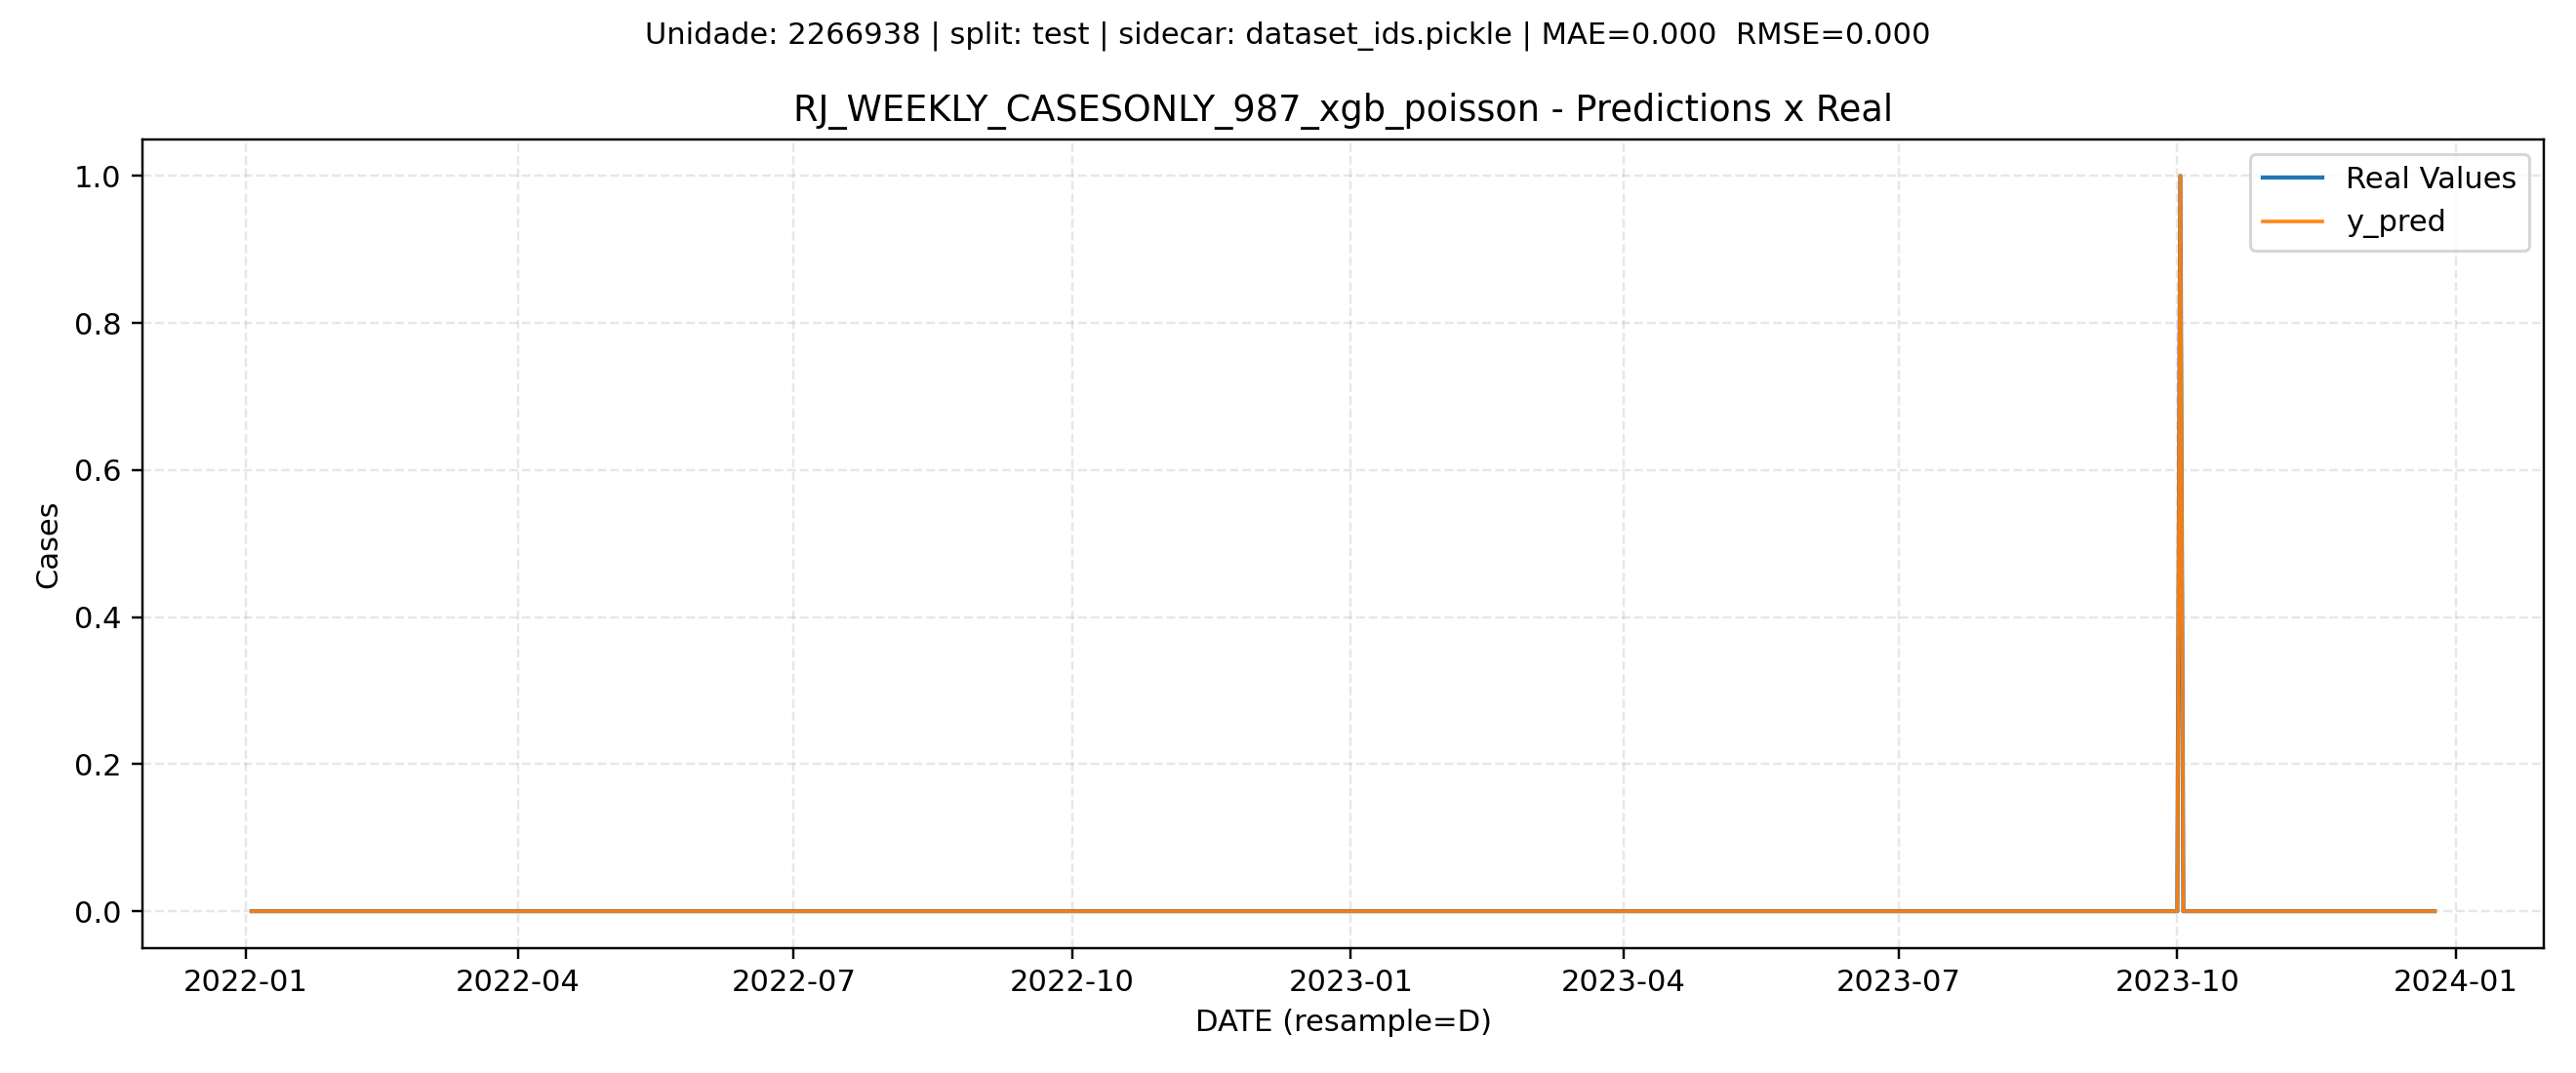 Unidade: 2266938 | split: test | sidecar: dataset_ids.pickle | MAE=0.000  RMSE=0.000
RJ_WEEKLY_CASESONLY_987_xgb_poisson - Predictions x Real
Real Values
y_pred
1.0
0.8
0.6
0.4
0.2
0.0
Cases
2022-01
2022-04
2022-07
2022-10
2023-01
2023-04
2023-07
2023-10
2024-01
DATE (resample=D)